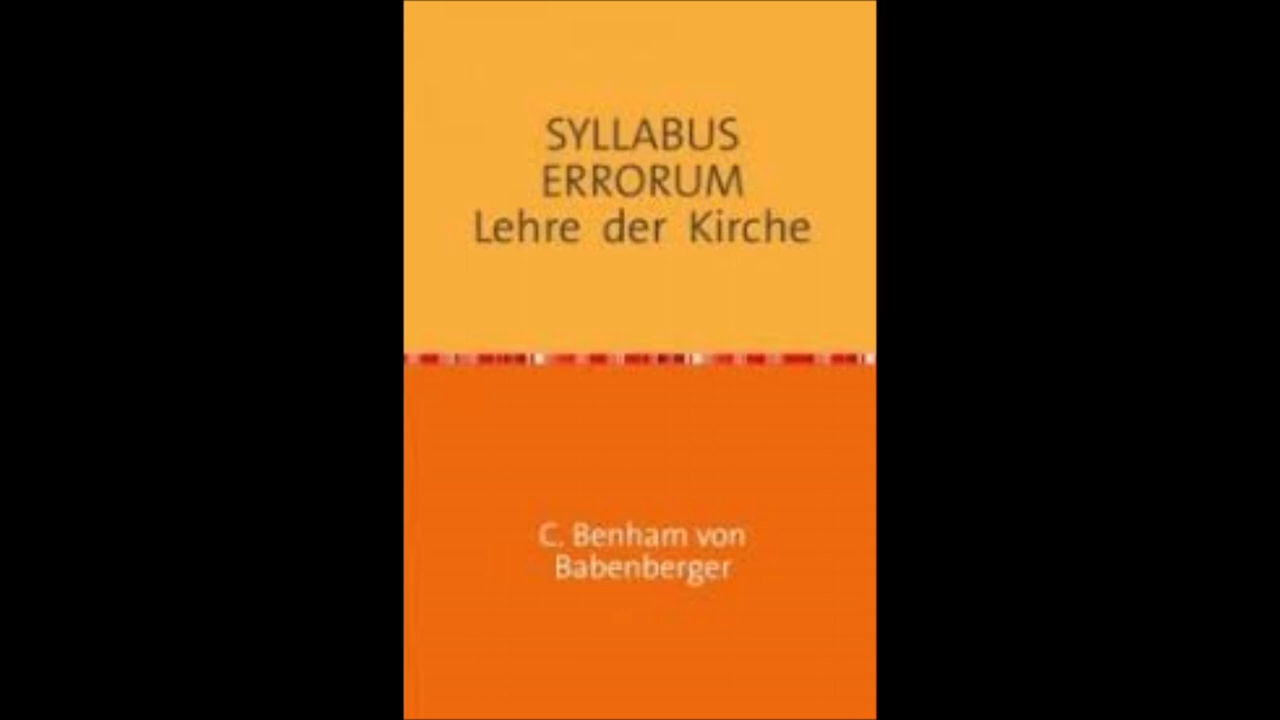 SYLLABUS
ERRORUM
Lehre der Kirche
C. Benham von
Babenberger